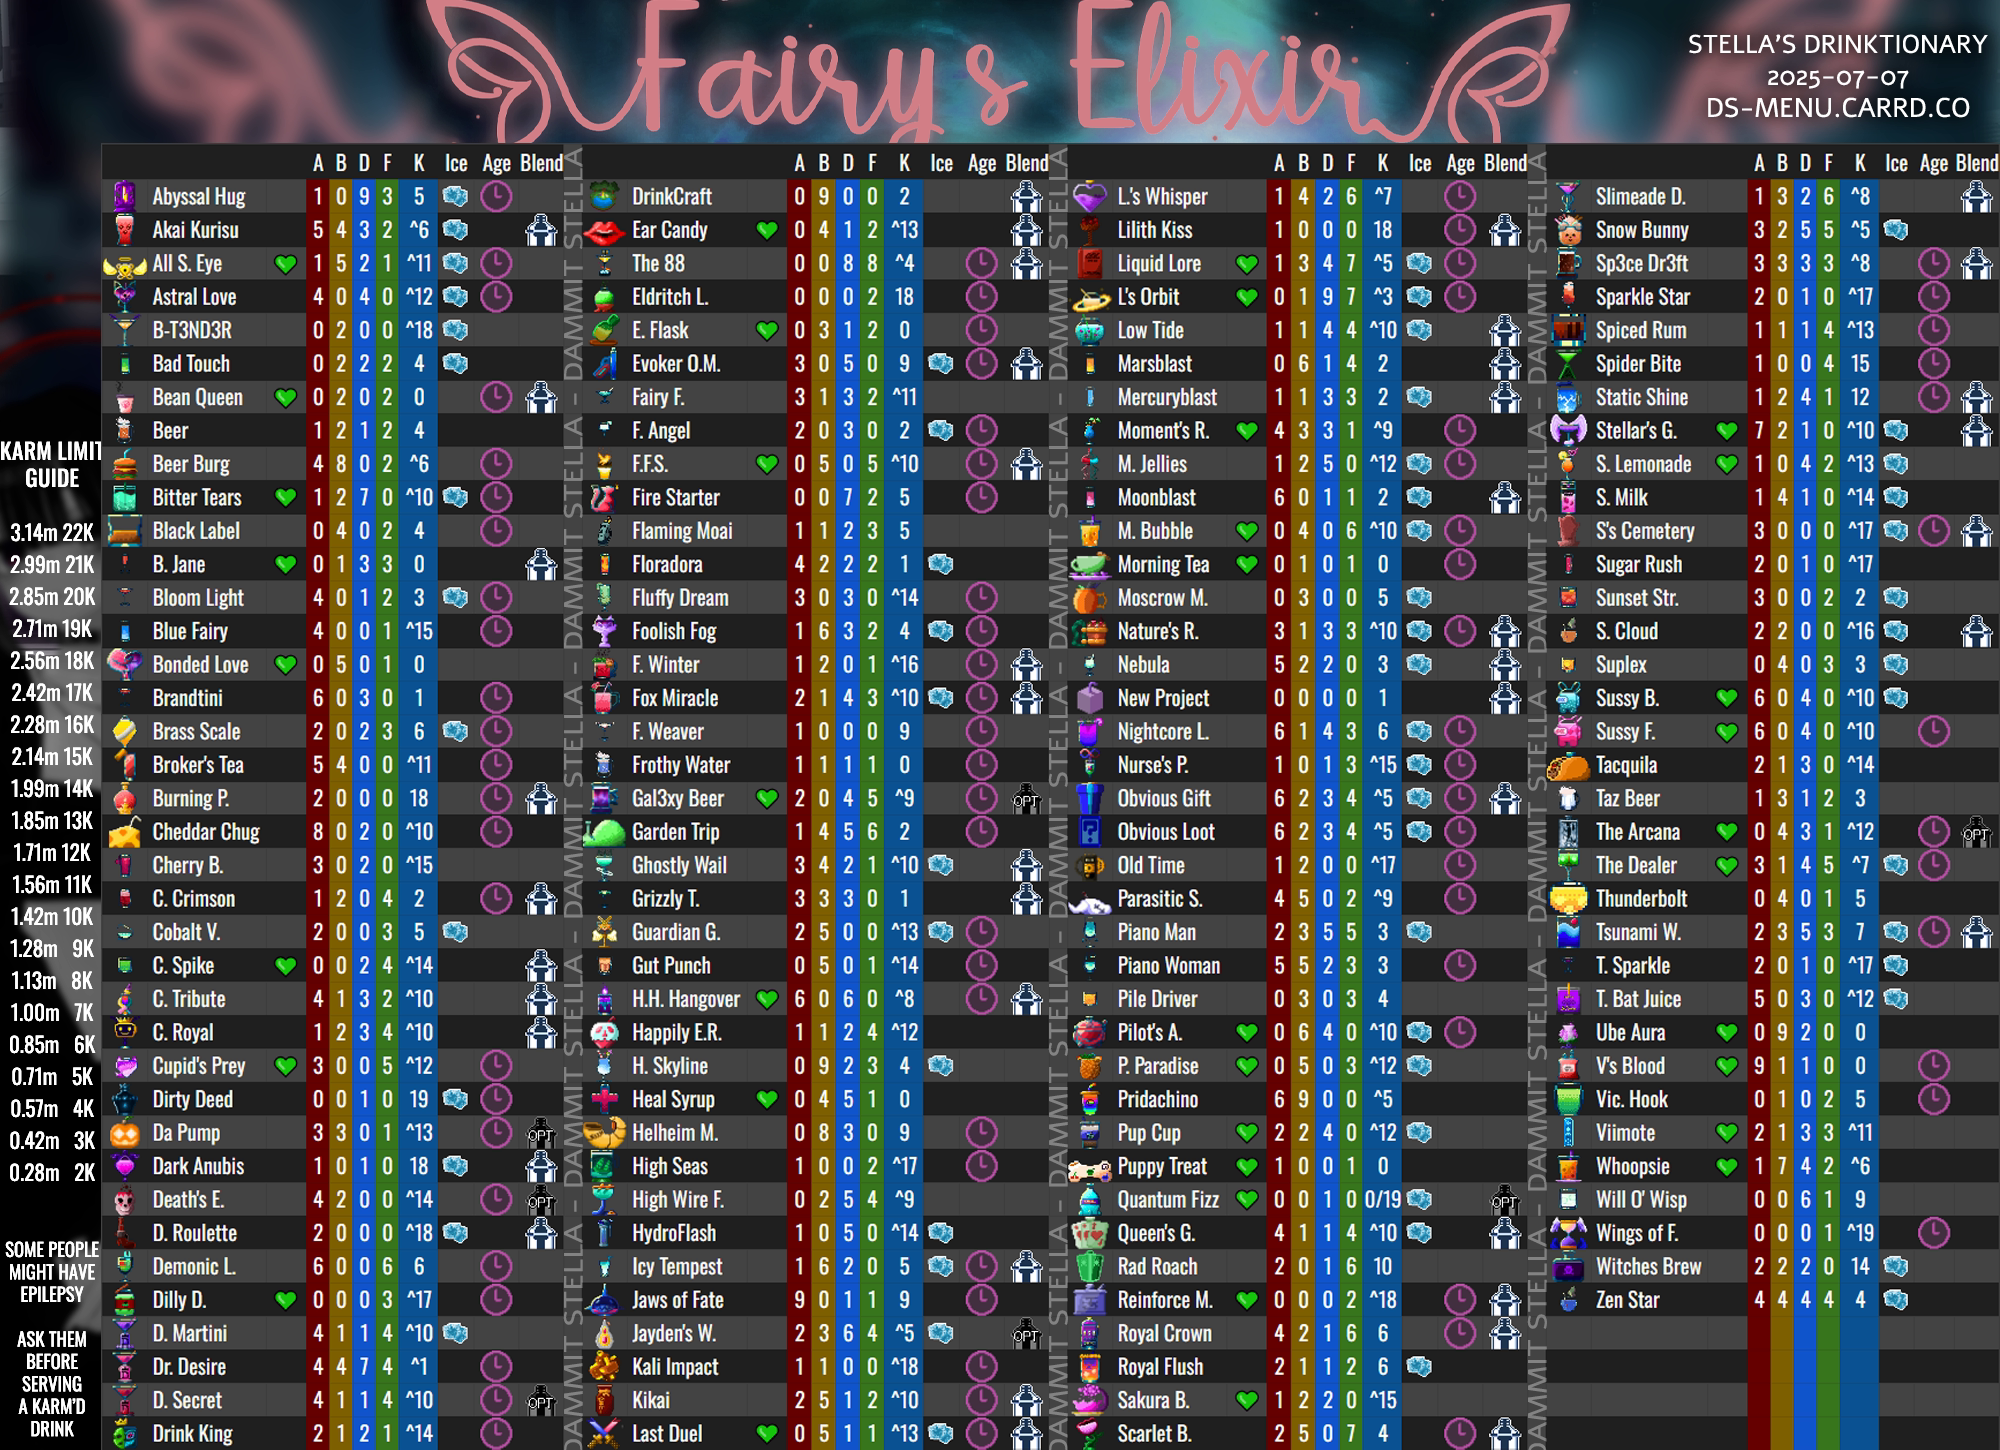 Fairy's Elixir
STELLA'S DRINKTIONARY
2025-07-07
DS-MENU.CARRD.CO
KARM LIMIT
GUIDE
3.14m 22K
2.99m 21K
2.85m 20K
2.71m 19K
2.56m 18K
2.42m 17K
2.28m 16K
2.14m 15K
1.99m 14K
1.85m 13K
1.71m 12K
1.56m 11K
1.42m 10K
1.28m 9K
1.13m 8K
1.00m 7K
0.85m 6K
0.71m 5K
0.57m 4K
0.42m 3K
0.28m 2K
SOME PEOPLE
MIGHT HAVE
EPILEPSY
ASK THEM
BEFORE
SERVING
A KARM'D
DRINK
A B D F K Ice Age Blend
Abyssal Hug 1 0 9 3 5
Akai Kurisu 5 4 3 2 ^6
All S. Eye 1 5 2 1 ^11
Astral Love 4 0 4 0 ^12
B-T3ND3R 0 2 0 0 ^18
Bad Touch 0 2 2 2 4
Bean Queen 0 2 0 2 0
Beer 1 2 1 2 4
Beer Burg 4 8 0 2 ^6
Bitter Tears 1 2 7 0 ^10
Black Label 0 4 0 2 4
B. Jane 0 1 3 3 0
Bloom Light 4 0 1 2 3
Blue Fairy 4 0 0 1 ^15
Bonded Love 0 5 0 1 0
Brandtini 6 0 3 0 1
Brass Scale 2 0 2 3 6
Broker's Tea 5 4 0 0 ^11
Burning P. 2 0 0 0 18
Cheddar Chug 8 0 2 0 ^10
Cherry B. 3 0 2 0 ^15
C. Crimson 1 2 0 4 2
Cobalt V. 2 0 0 3 5
C. Spike 0 0 2 4 ^14
C. Tribute 4 1 3 2 ^10
C. Royal 1 2 3 4 ^10
Cupid's Prey 3 0 0 5 ^12
Dirty Deed 0 0 1 0 19
Da Pump 3 3 0 1 ^13 OPT
Dark Anubis 1 0 1 0 18
Death's E. 4 2 0 0 ^14 OPT
D. Roulette 2 0 0 0 ^18
Demonic L. 6 0 0 6 6
Dilly D. 0 0 0 3 ^17
D. Martini 4 1 1 4 ^10
Dr. Desire 4 4 7 4 ^1
D. Secret 4 1 1 4 ^10 OPT
Drink King 2 1 2 1 ^14
DAMMIT STELLA - DAMMIT STELLA - DAMMIT STELLA - DAMMIT STELLA
A B D F K Ice Age Blend
DrinkCraft 0 9 0 0 2
Ear Candy 0 4 1 2 ^13
The 88 0 0 8 8 ^4
Eldritch L. 0 0 0 2 18
E. Flask 0 3 1 2 0
Evoker O.M. 3 0 5 0 9
Fairy F. 3 1 3 2 ^11
F. Angel 2 0 3 0 2
F.F.S. 0 5 0 5 ^10
Fire Starter 0 0 7 2 5
Flaming Moai 1 1 2 3 5
Floradora 4 2 2 2 1
Fluffy Dream 3 0 3 0 ^14
Foolish Fog 1 6 3 2 4
F. Winter 1 2 0 1 ^16
Fox Miracle 2 1 4 3 ^10
F. Weaver 1 0 0 0 9
Frothy Water 1 1 1 1 0
Gal3xy Beer 2 0 4 5 ^9 OPT
Garden Trip 1 4 5 6 2
Ghostly Wail 3 4 2 1 ^10
Grizzly T. 3 3 3 0 1
Guardian G. 2 5 0 0 ^13
Gut Punch 0 5 0 1 ^14
H.H. Hangover 6 0 6 0 ^8
Happily E.R. 1 1 2 4 ^12
H. Skyline 0 9 2 3 4
Heal Syrup 0 4 5 1 0
Helheim M. 0 8 3 0 9
High Seas 1 0 0 2 ^17
High Wire F. 0 2 5 4 ^9
HydroFlash 1 0 5 0 ^14
Icy Tempest 1 6 2 0 5
Jaws of Fate 9 0 1 1 9
Jayden's W. 2 3 6 4 ^5 OPT
Kali Impact 1 1 0 0 ^18
Kikai 2 5 1 2 ^10
Last Duel 0 5 1 1 ^13
DAMMIT STELLA - DAMMIT STELLA - DAMMIT STELLA - DAMMIT STELLA
A B D F K Ice Age Blend
L.'s Whisper 1 4 2 6 ^7
Lilith Kiss 1 0 0 0 18
Liquid Lore 1 3 4 7 ^5
L's Orbit 0 1 9 7 ^3
Low Tide 1 1 4 4 ^10
Marsblast 0 6 1 4 2
Mercuryblast 1 1 3 3 2
Moment's R. 4 3 3 1 ^9
M. Jellies 1 2 5 0 ^12
Moonblast 6 0 1 1 2
M. Bubble 0 4 0 6 ^10
Morning Tea 0 1 0 1 0
Moscrow M. 0 3 0 0 5
Nature's R. 3 1 3 3 ^10
Nebula 5 2 2 0 3
New Project 0 0 0 0 1
Nightcore L. 6 1 4 3 6
Nurse's P. 1 0 1 3 ^15
Obvious Gift 6 2 3 4 ^5
Obvious Loot 6 2 3 4 ^5
Old Time 1 2 0 0 ^17
Parasitic S. 4 5 0 2 ^9
Piano Man 2 3 5 5 3
Piano Woman 5 5 2 3 3
Pile Driver 0 3 0 3 4
Pilot's A. 0 6 4 0 ^10
P. Paradise 0 5 0 3 ^12
Pridachino 6 9 0 0 ^5
Pup Cup 2 2 4 0 ^12
Puppy Treat 1 0 0 1 0
Quantum Fizz 0 0 1 0 0/19 OPT
Queen's G. 4 1 1 4 ^10
Rad Roach 2 0 1 6 10
Reinforce M. 0 0 0 2 ^18
Royal Crown 4 2 1 6 6
Royal Flush 2 1 1 2 6
Sakura B. 1 2 2 0 ^15
Scarlet B. 2 5 0 7 4
DAMMIT STELLA - DAMMIT STELLA - DAMMIT STELLA - DAMMIT STELLA
A B D F K Ice Age Blend
Slimeade D. 1 3 2 6 ^8
Snow Bunny 3 2 5 5 ^5
Sp3ce Dr3ft 3 3 3 3 ^8
Sparkle Star 2 0 1 0 ^17
Spiced Rum 1 1 1 4 ^13
Spider Bite 1 0 0 4 15
Static Shine 1 2 4 1 12
Stellar's G. 7 2 1 0 ^10
S. Lemonade 1 0 4 2 ^13
S. Milk 1 4 1 0 ^14
S's Cemetery 3 0 0 0 ^17
Sugar Rush 2 0 1 0 ^17
Sunset Str. 3 0 0 2 2
S. Cloud 2 2 0 0 ^16
Suplex 0 4 0 3 3
Sussy B. 6 0 4 0 ^10
Sussy F. 6 0 4 0 ^10
Tacquila 2 1 3 0 ^14
Taz Beer 1 3 1 2 3
The Arcana 0 4 3 1 ^12 OPT
The Dealer 3 1 4 5 ^7
Thunderbolt 0 4 0 1 5
Tsunami W. 2 3 5 3 7
T. Sparkle 2 0 1 0 ^17
T. Bat Juice 5 0 3 0 ^12
Ube Aura 0 9 2 0 0
V's Blood 9 1 1 0 0
Vic. Hook 0 1 0 2 5
Viimote 2 1 3 3 ^11
Whoopsie 1 7 4 2 ^6
Will O' Wisp 0 0 6 1 9
Wings of F. 0 0 0 1 ^19
Witches Brew 2 2 2 0 14
Zen Star 4 4 4 4 4